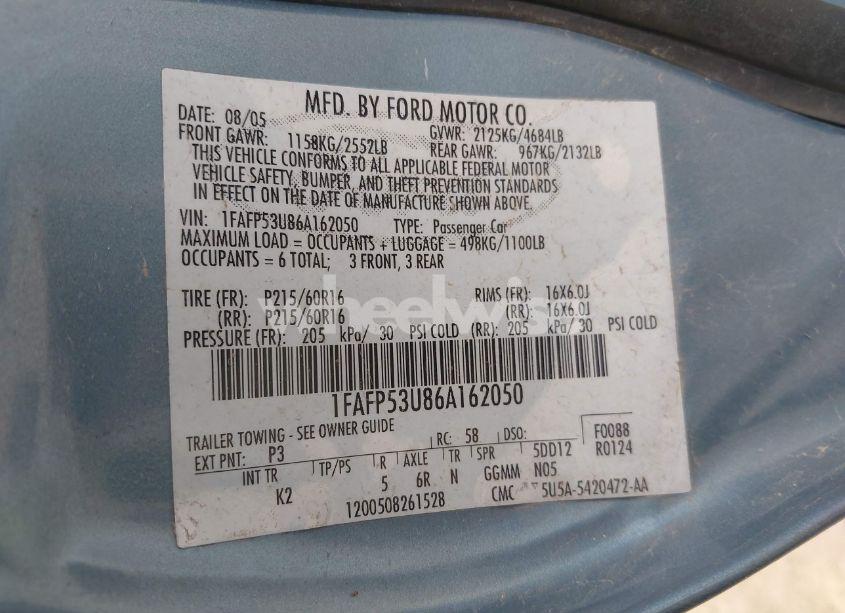 MFD. BY FORD MOTOR CO.
DATE: 08/05 GVWR: 2125KG/4684LB
FRONT GAWR: 1158KG/2552LB REAR GAWR: 967KG/2132LB
THIS VEHICLE CONFORMS TO ALL APPLICABLE FEDERAL MOTOR
VEHICLE SAFETY, BUMPER, AND THEFT PREVENTION STANDARDS
IN EFFECT ON THE DATE OF MANUFACTURE SHOWN ABOVE.
VIN: 1FAFP53U86A162050 TYPE: Passenger Car
MAXIMUM LOAD = OCCUPANTS + LUGGAGE = 498KG/1100LB
OCCUPANTS = 6 TOTAL; 3 FRONT, 3 REAR
TIRE (FR): P215/60R16 RIMS (FR): 16X6.0J
(RR): P215/60R16 (RR): 16X6.0J
PRESSURE (FR): 205 kPa/ 30 PSI COLD (RR): 205 kPa/ 30 PSI COLD
wheelwis
1FAFP53U86A162050
TRAILER TOWING - SEE OWNER GUIDE
EXT PNT: P3 RC: 58 DSO: F0088
INT TR TP/PS R AXLE TR SPR 5DD12 R0124
K2 5 6R N GGMM N05
1200508261528 CMC 5U5A-5420472-AA